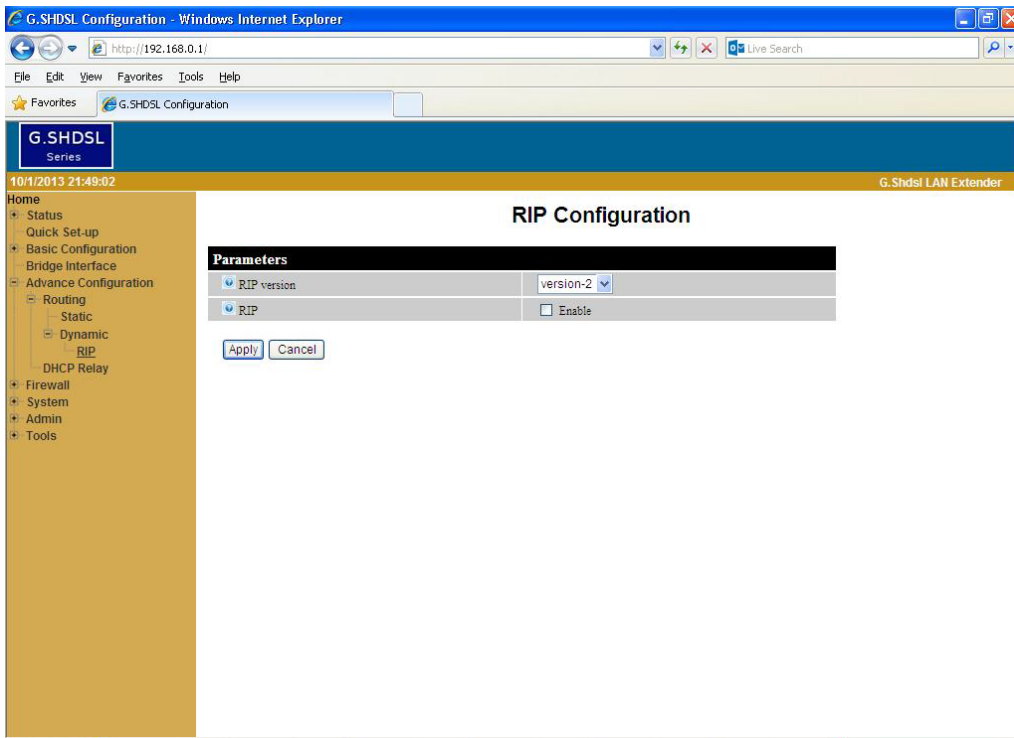 G.SHDSL Configuration - Windows Internet Explorer
http://192.168.0.1/
Live Search
File Edit View Favorites Tools Help
Favorites G.SHDSL Configuration
G.SHDSL
Series
10/1/2013 21:49:02 G.Shdsl LAN Extender
Home
Status
Quick Set-up
Basic Configuration
Bridge Interface
Advance Configuration
Routing
Static
Dynamic
RIP
DHCP Relay
Firewall
System
Admin
Tools
RIP Configuration
Parameters
RIP version version-2
RIP Enable
Apply Cancel